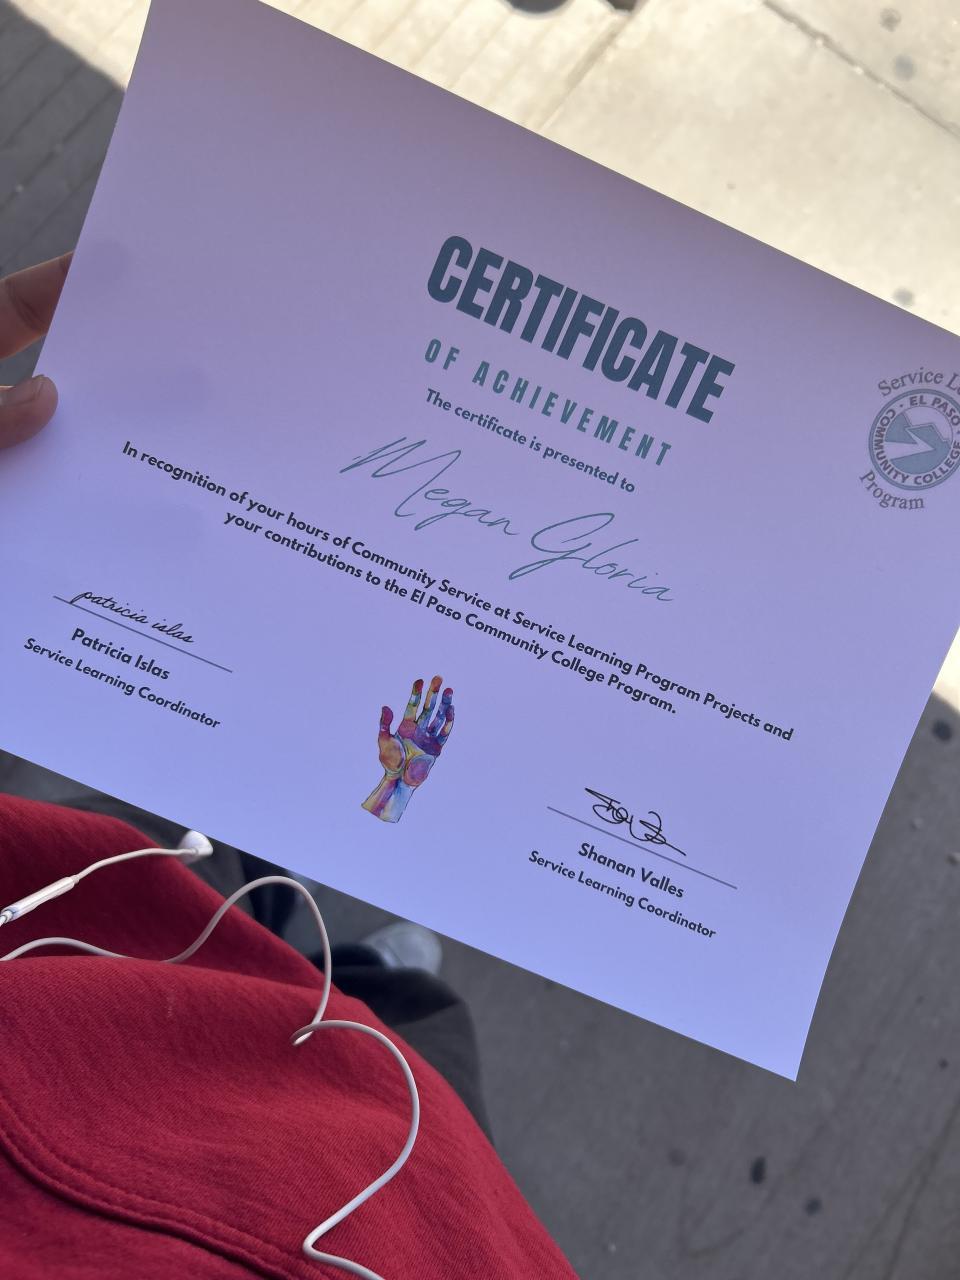 CERTIFICATE
OF ACHIEVEMENT
The certificate is presented to
Megan Gloria
In recognition of your hours of Community Service at Service Learning Program Projects and
your contributions to the El Paso Community College Program.
patricia islas
Patricia Islas
Service Learning Coordinator
Shanan Valles
Service Learning Coordinator
Service
EL PASO
COMMUNITY COLLEGE
Program